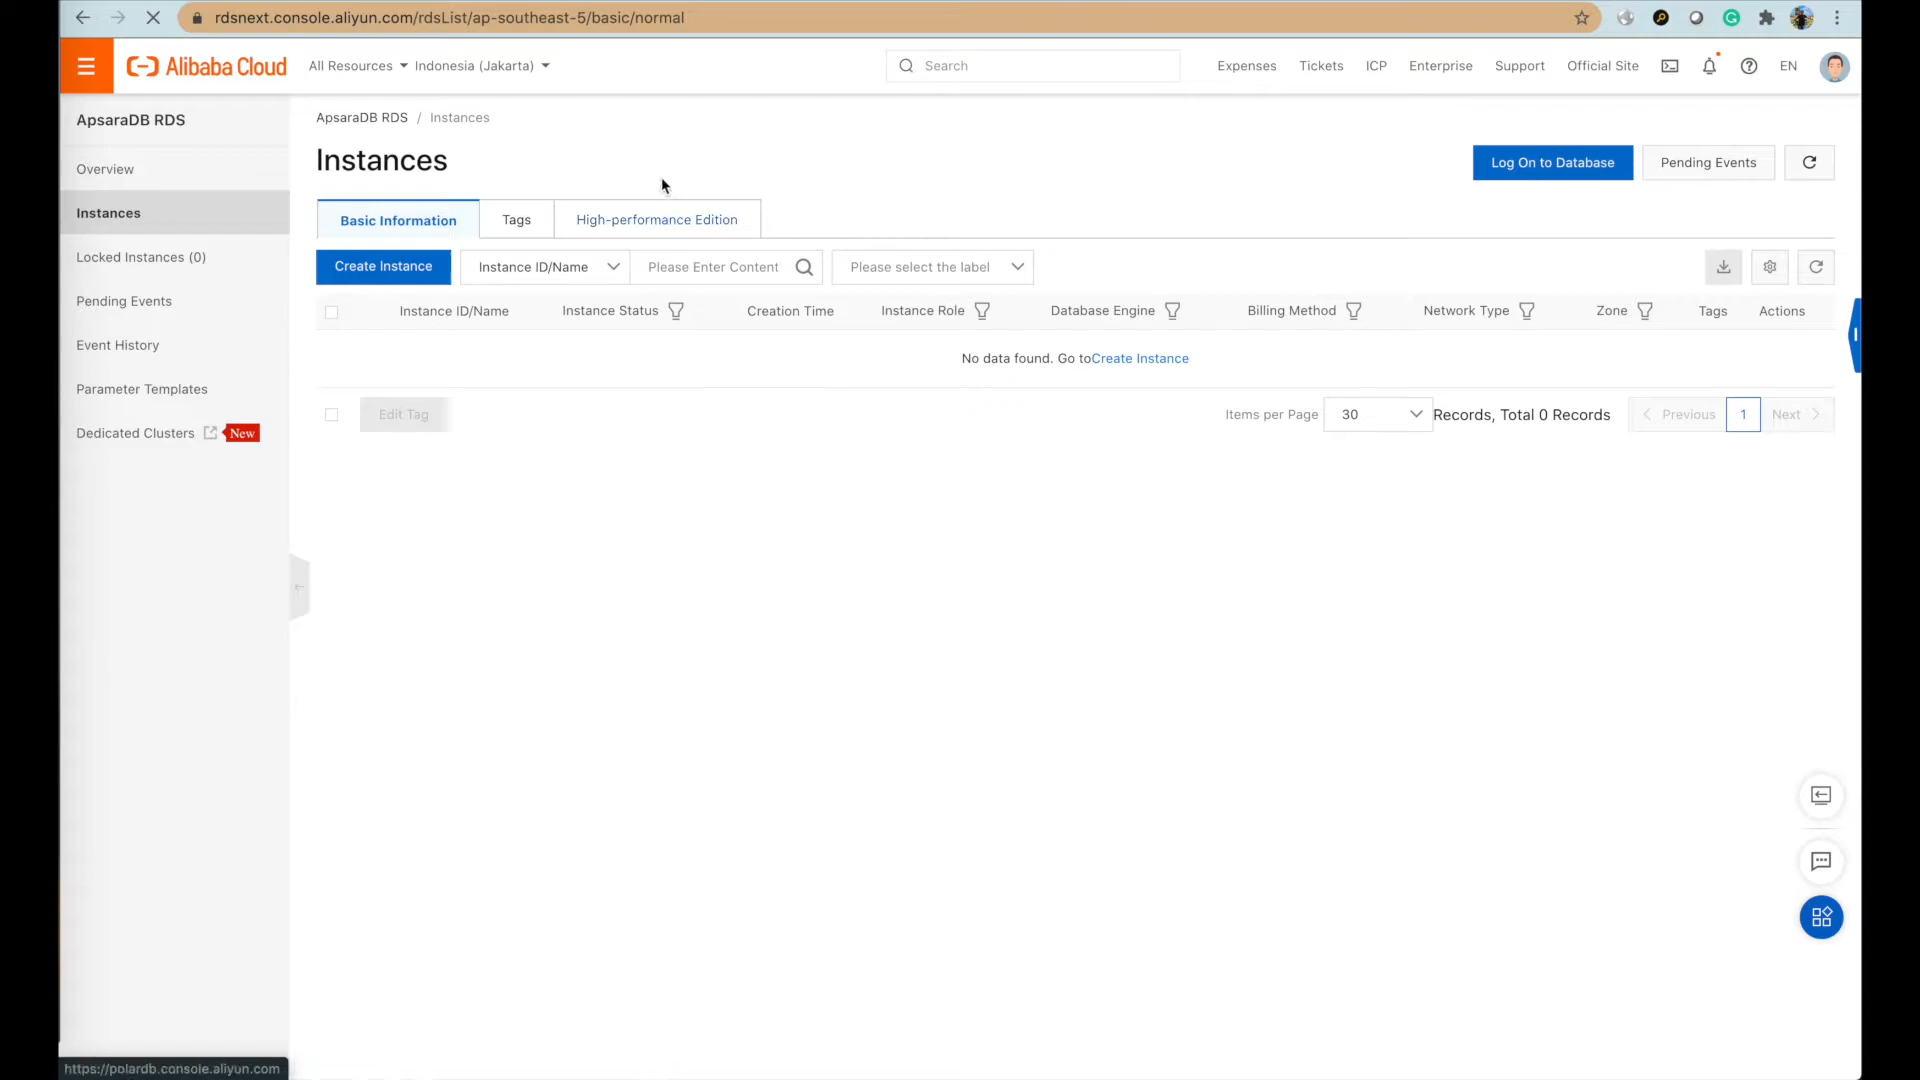 rdsnext.console.aliyun.com/rdsList/ap-southeast-5/basic/normal
Alibaba Cloud
All Resources
Indonesia (Jakarta)
Search
Expenses
Tickets
ICP
Enterprise
Support
Official Site
EN
ApsaraDB RDS
Overview
Instances
Locked Instances (0)
Pending Events
Event History
Parameter Templates
Dedicated Clusters New
ApsaraDB RDS / Instances
Instances
Log On to Database
Pending Events
Basic Information
Tags
High-performance Edition
Create Instance
Instance ID/Name
Please Enter Content
Please select the label
Instance ID/Name
Instance Status
Creation Time
Instance Role
Database Engine
Billing Method
Network Type
Zone
Tags
Actions
No data found. Go toCreate Instance
Edit Tag
Items per Page
30
Records, Total 0 Records
Previous
1
Next
https://polardb.console.aliyun.com